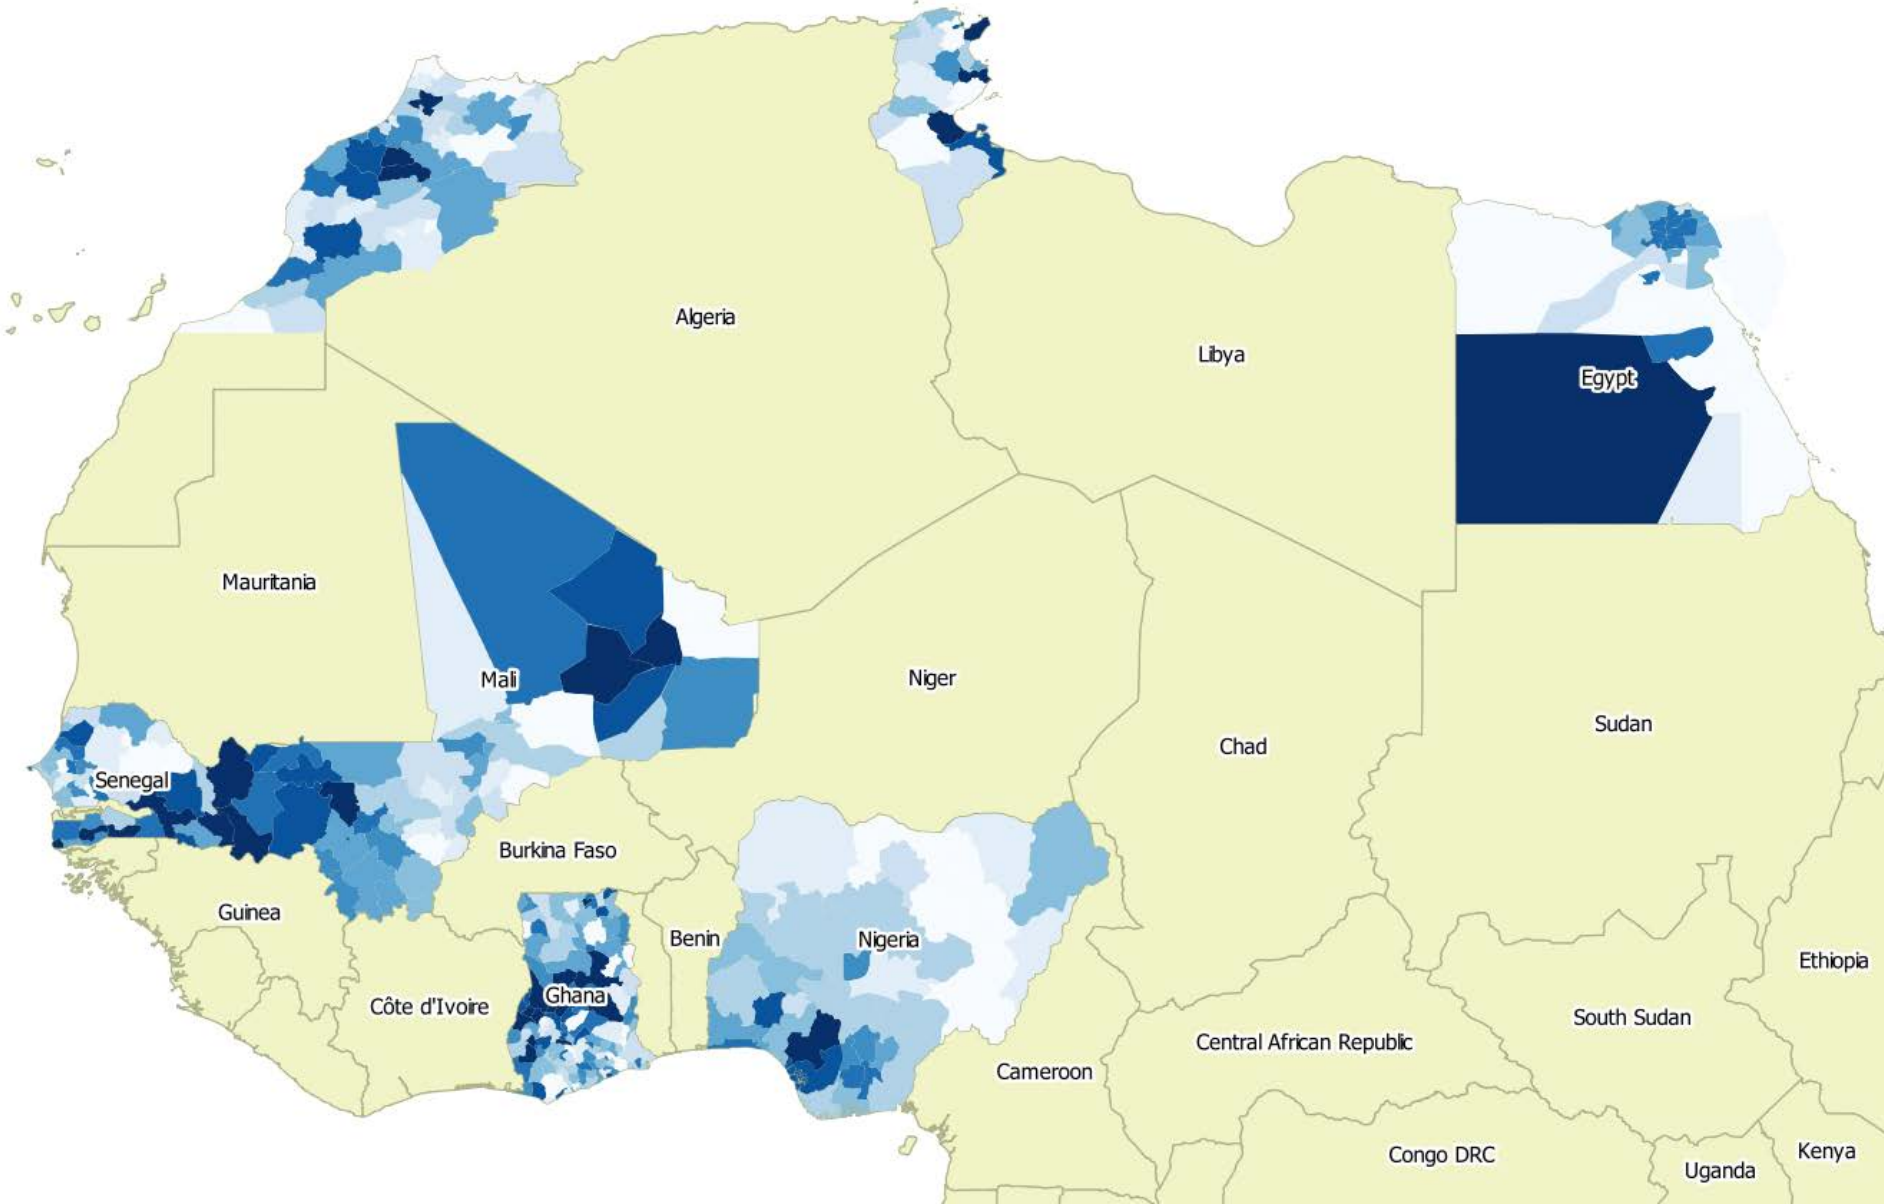 Algeria
Libya
Egypt
Mauritania
Mali
Niger
Chad
Sudan
Senegal
Burkina Faso
Guinea
Benin
Nigeria
Ghana
Côte d'Ivoire
Ethiopia
South Sudan
Central African Republic
Cameroon
Congo DRC
Uganda
Kenya